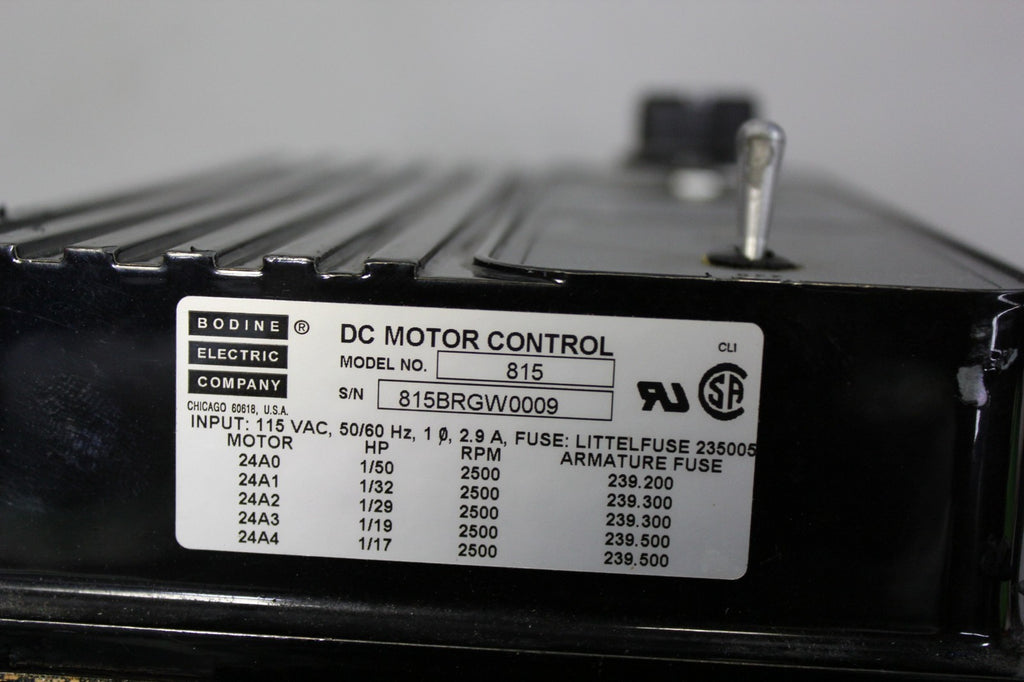 BODINE ®
ELECTRIC
COMPANY
CHICAGO 60618, U.S.A.
DC MOTOR CONTROL
MODEL NO. 815
S/N 815BRGW0009
CL1
RU
SA
INPUT: 115 VAC, 50/60 Hz, 1 Ø, 2.9 A, FUSE: LITTELFUSE 235005
MOTOR HP RPM ARMATURE FUSE
24A0 1/50 2500 239.200
24A1 1/32 2500 239.300
24A2 1/29 2500 239.300
24A3 1/19 2500 239.500
24A4 1/17 2500 239.500